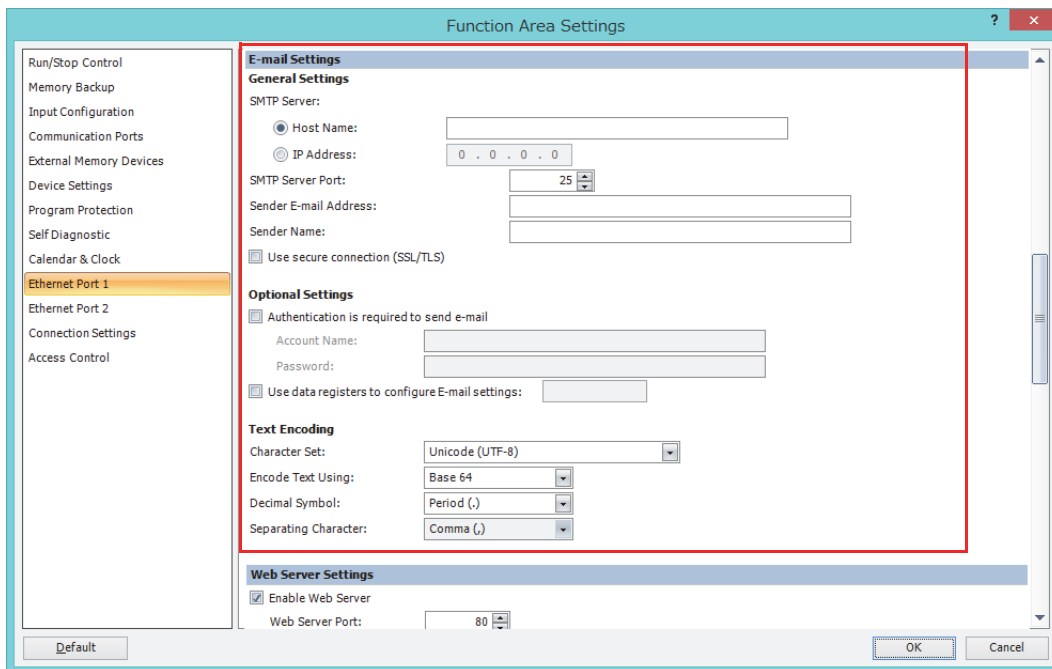 Function Area Settings
?
Run/Stop Control
Memory Backup
Input Configuration
Communication Ports
External Memory Devices
Device Settings
Program Protection
Self Diagnostic
Calendar & Clock
Ethernet Port 1
Ethernet Port 2
Connection Settings
Access Control
E-mail Settings
General Settings
SMTP Server:
Host Name:
IP Address: 0 . 0 . 0 . 0
SMTP Server Port: 25
Sender E-mail Address:
Sender Name:
Use secure connection (SSL/TLS)
Optional Settings
Authentication is required to send e-mail
Account Name:
Password:
Use data registers to configure E-mail settings:
Text Encoding
Character Set: Unicode (UTF-8)
Encode Text Using: Base 64
Decimal Symbol: Period (.)
Separating Character: Comma (,)
Web Server Settings
Enable Web Server
Web Server Port: 80
Default
OK
Cancel